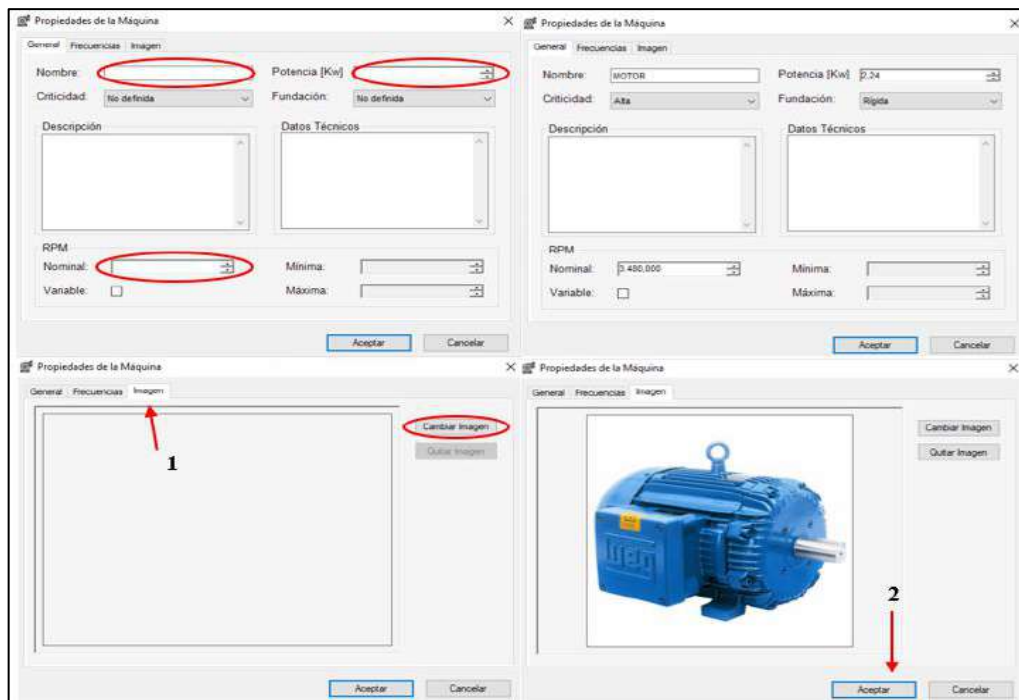 Propiedades de la Máquina
General Frecuencias Imagen
Nombre: Potencia [Kw]
Criticidad: No definida Fundación: No definida
Descripción Datos Técnicos
RPM
Nominal: Mínima:
Variable: Máxima:
Aceptar Cancelar
Propiedades de la Máquina
General Frecuencias Imagen
Nombre: MOTOR Potencia [Kw] 2,24
Criticidad: Alta Fundación: Rígida
Descripción Datos Técnicos
RPM
Nominal: 3.480,000 Mínima:
Variable: Máxima:
Aceptar Cancelar
Propiedades de la Máquina
General Frecuencias Imagen
Cambiar Imagen
Quitar Imagen
1
Aceptar Cancelar
Propiedades de la Máquina
General Frecuencias Imagen
Cambiar Imagen
Quitar Imagen
WEG
2
Aceptar Cancelar